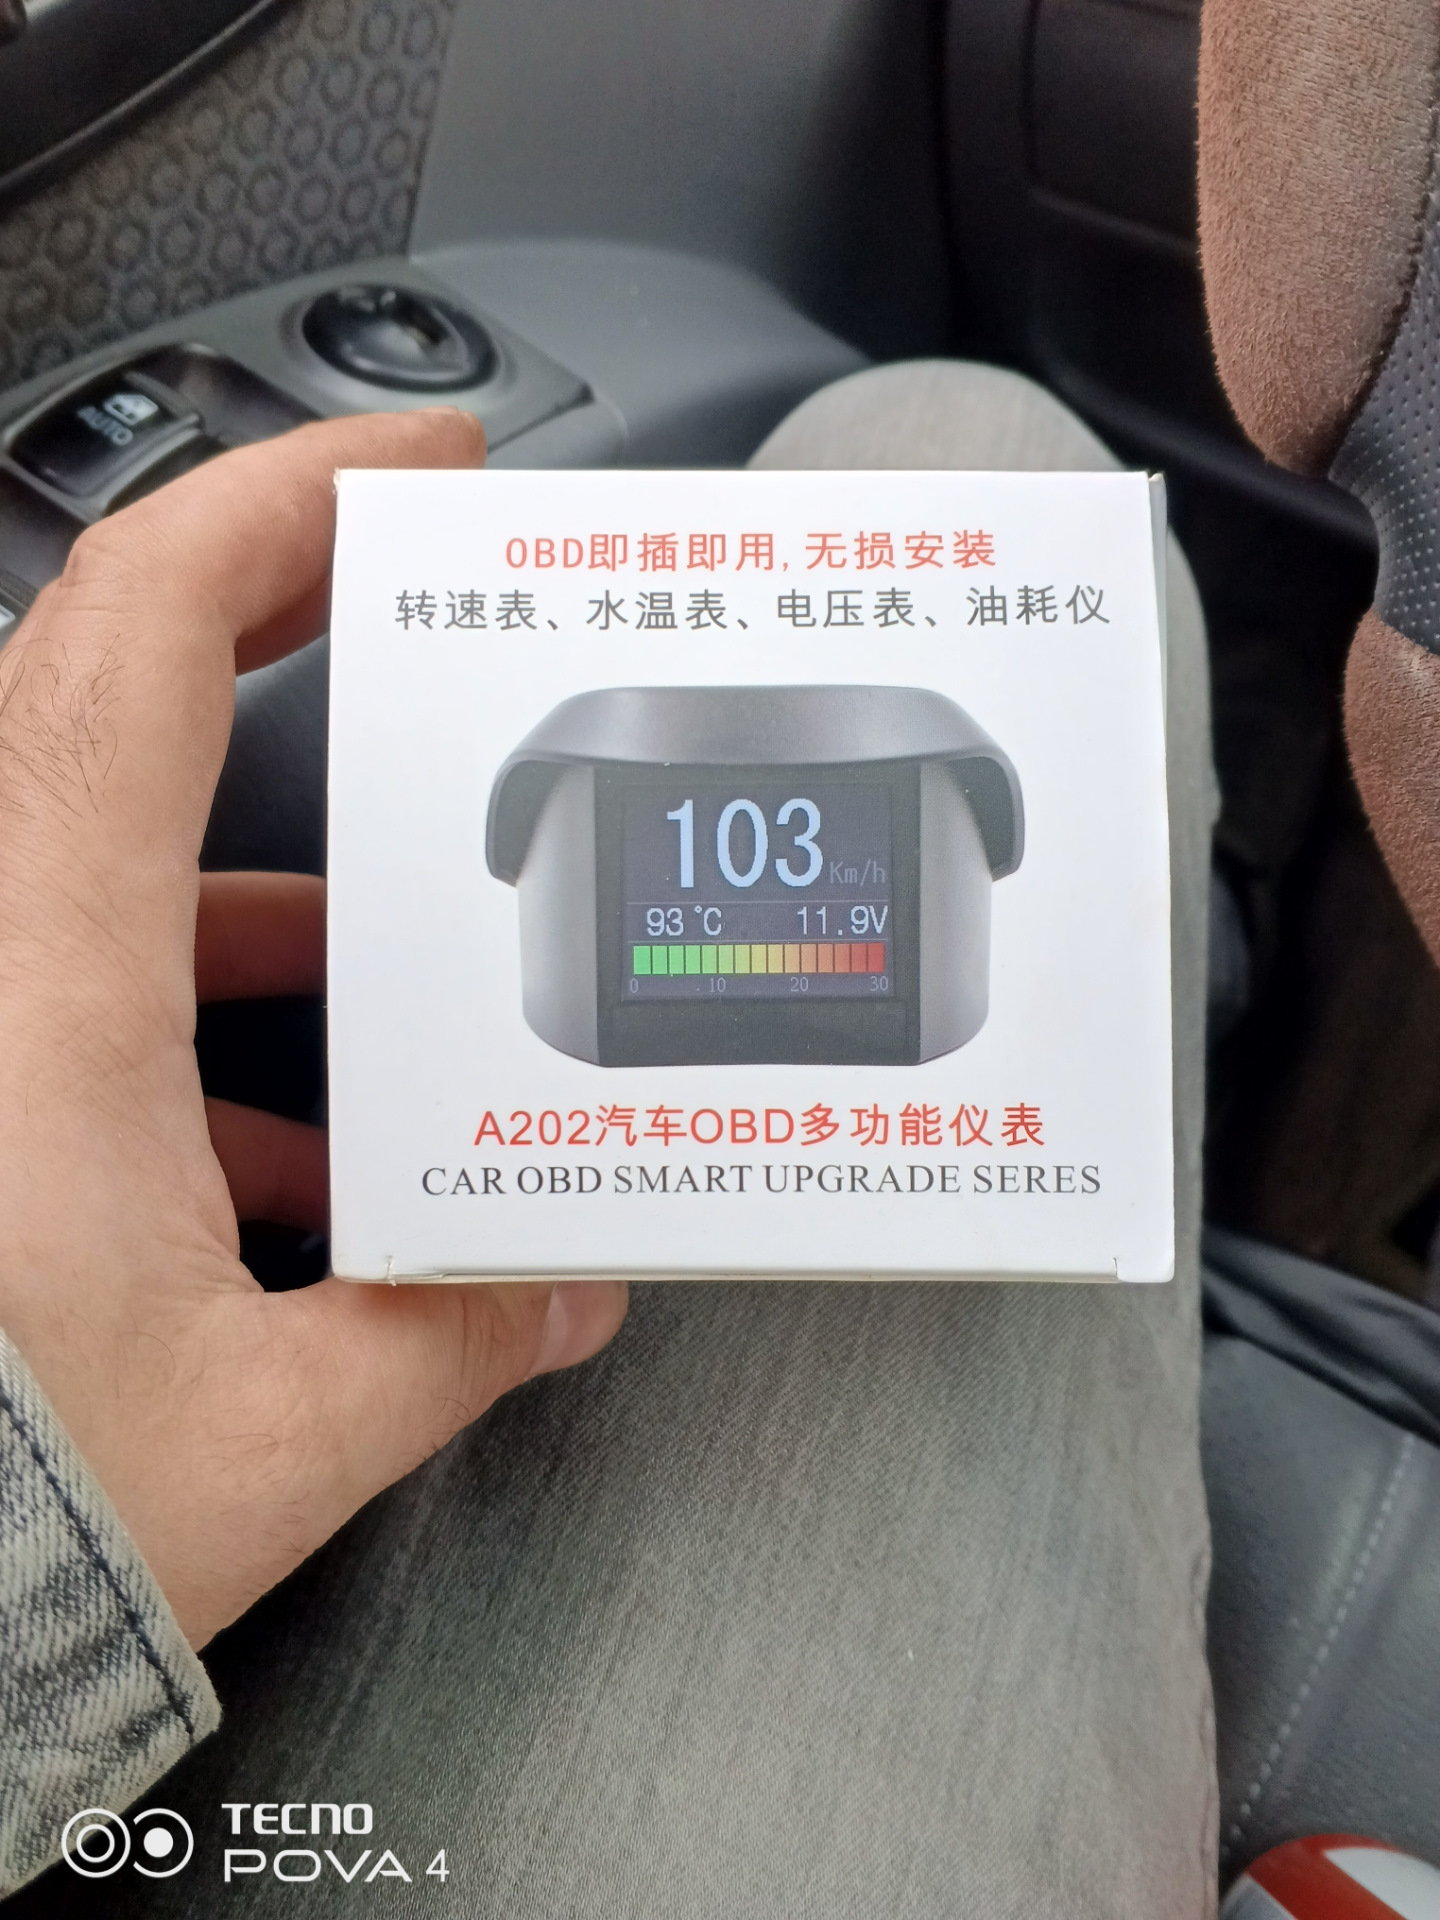 AUTO
OBD即插即用,无损安装
转速表、水温表、电压表、油耗仪
103 Km/h
93℃ 11.9V
0 10 20 30
A202汽车OBD多功能仪表
CAR OBD SMART UPGRADE SERES
TECNO
POVA 4